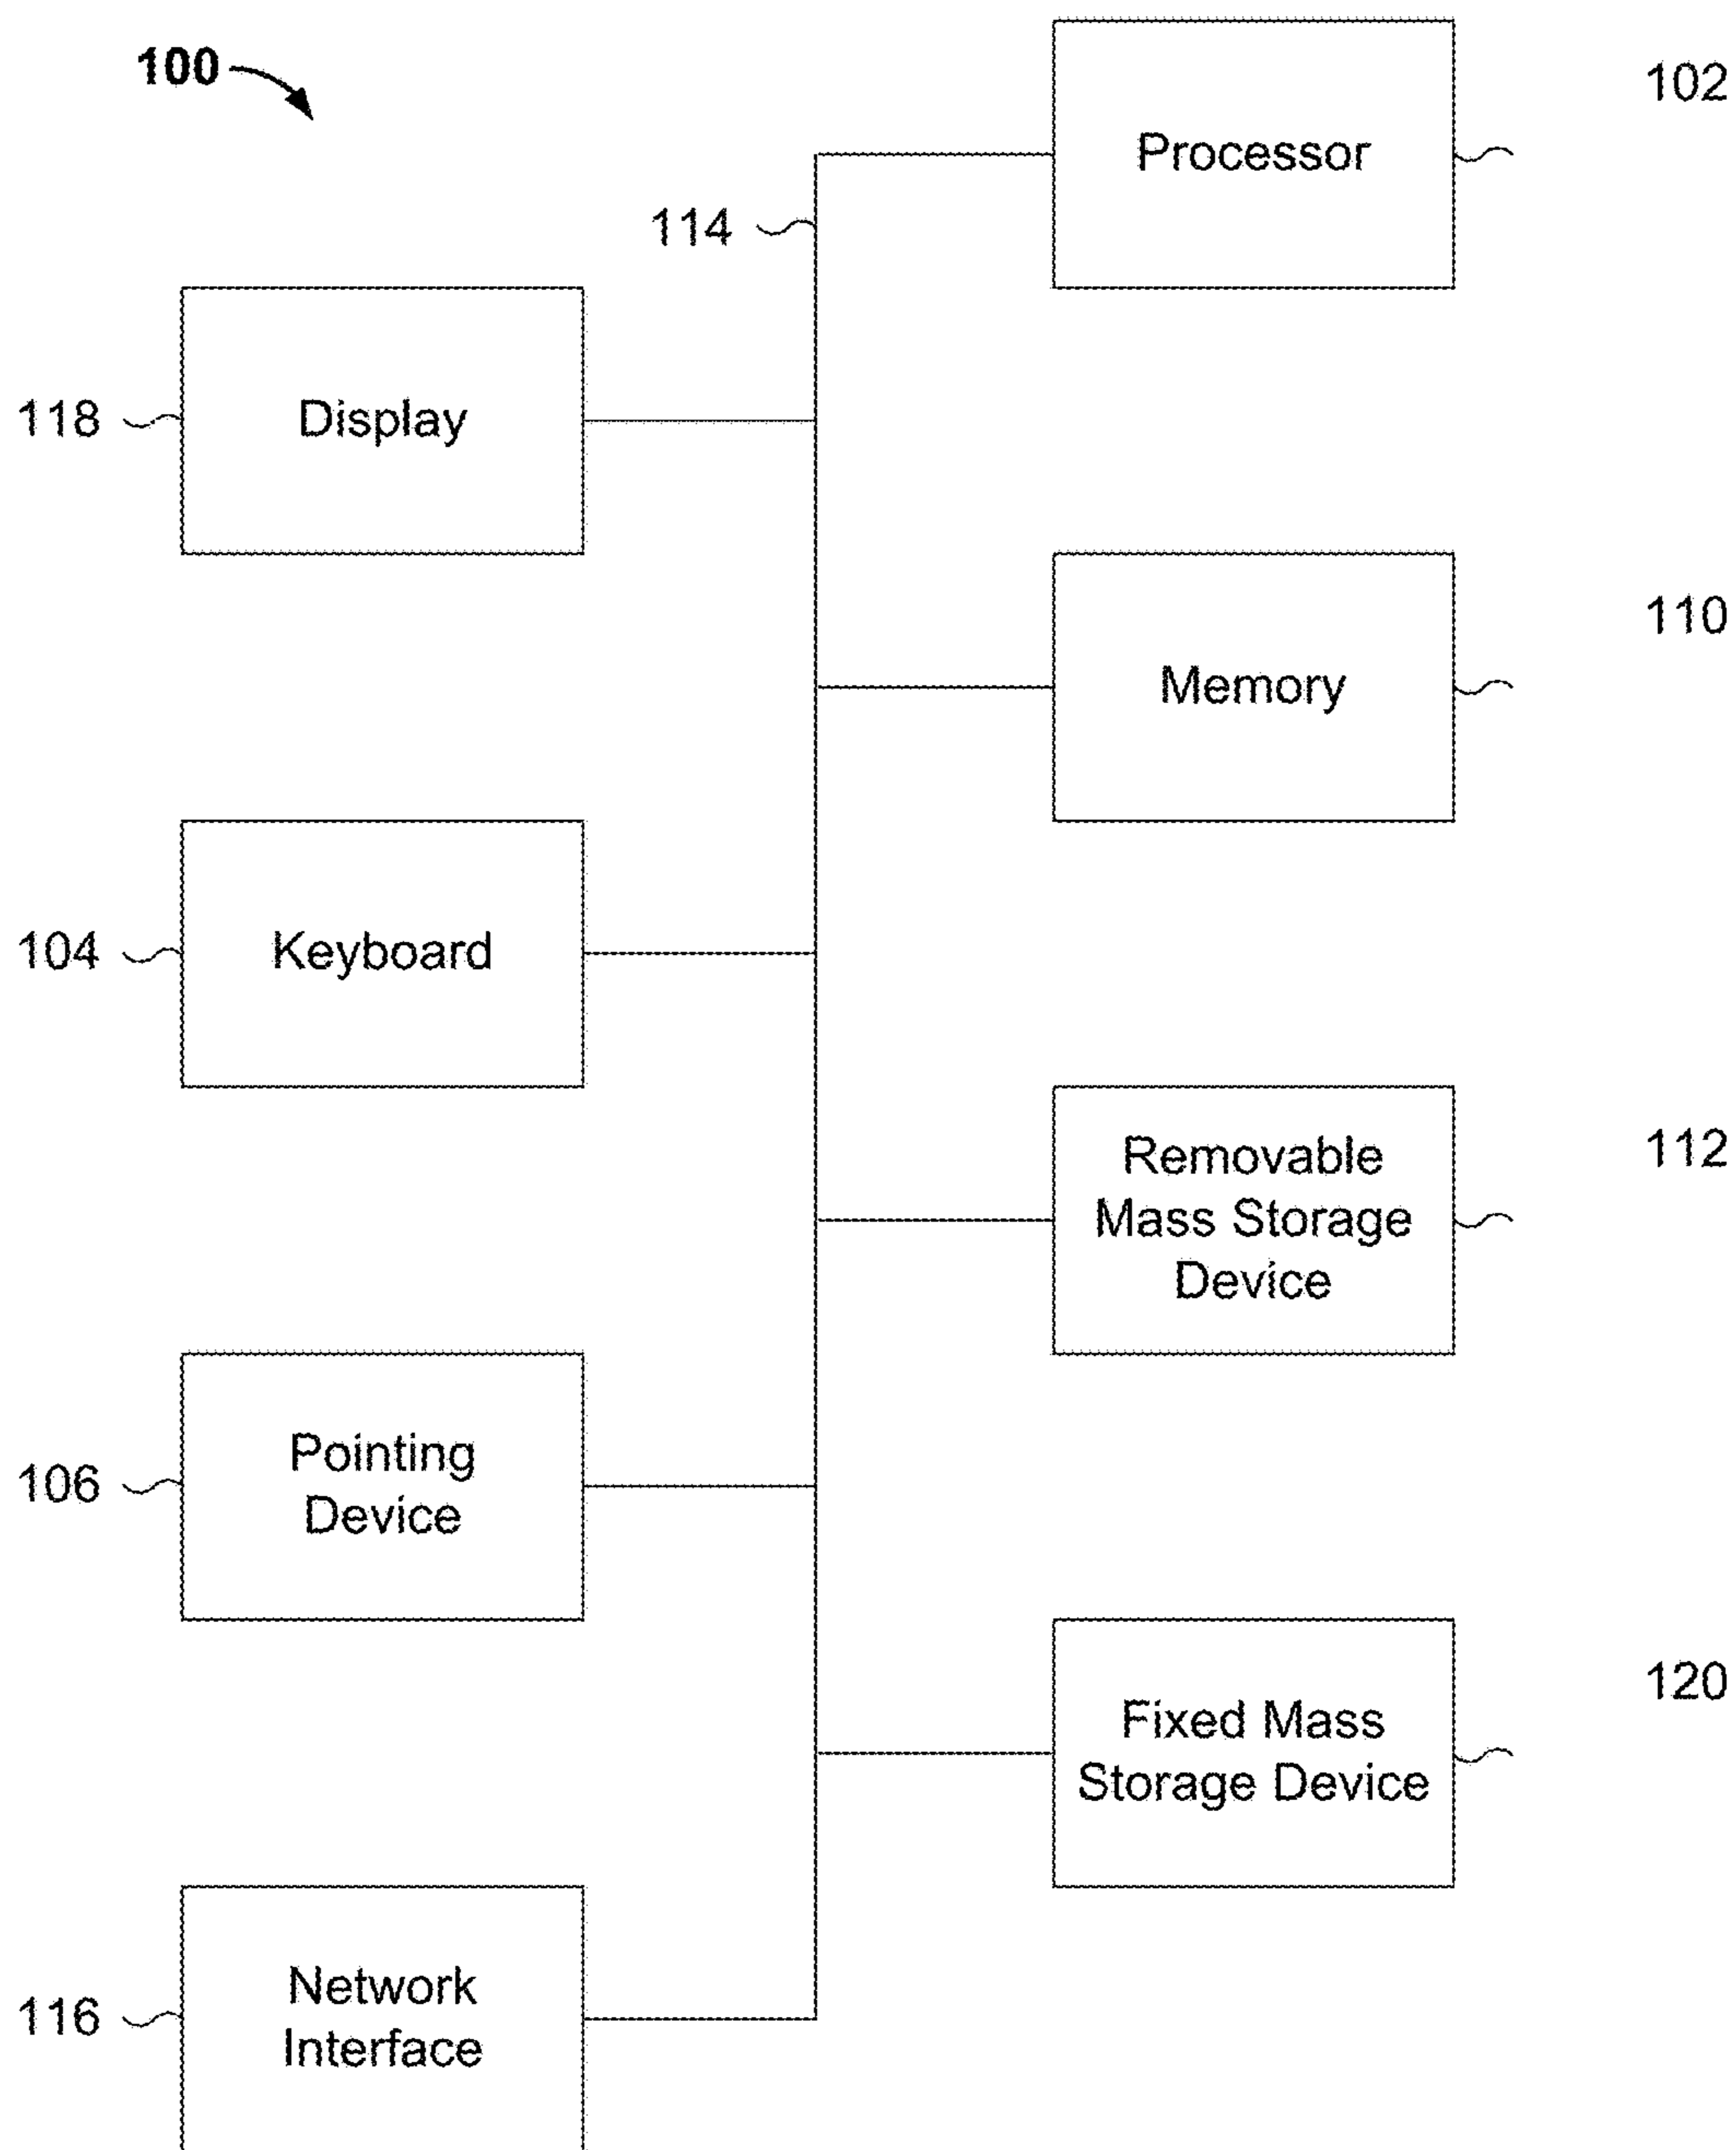 100
102
Processor
114
118
Display
110
Memory
104
Keyboard
112
Removable
Mass Storage
Device
106
Pointing
Device
120
Fixed Mass
Storage Device
116
Network
Interface